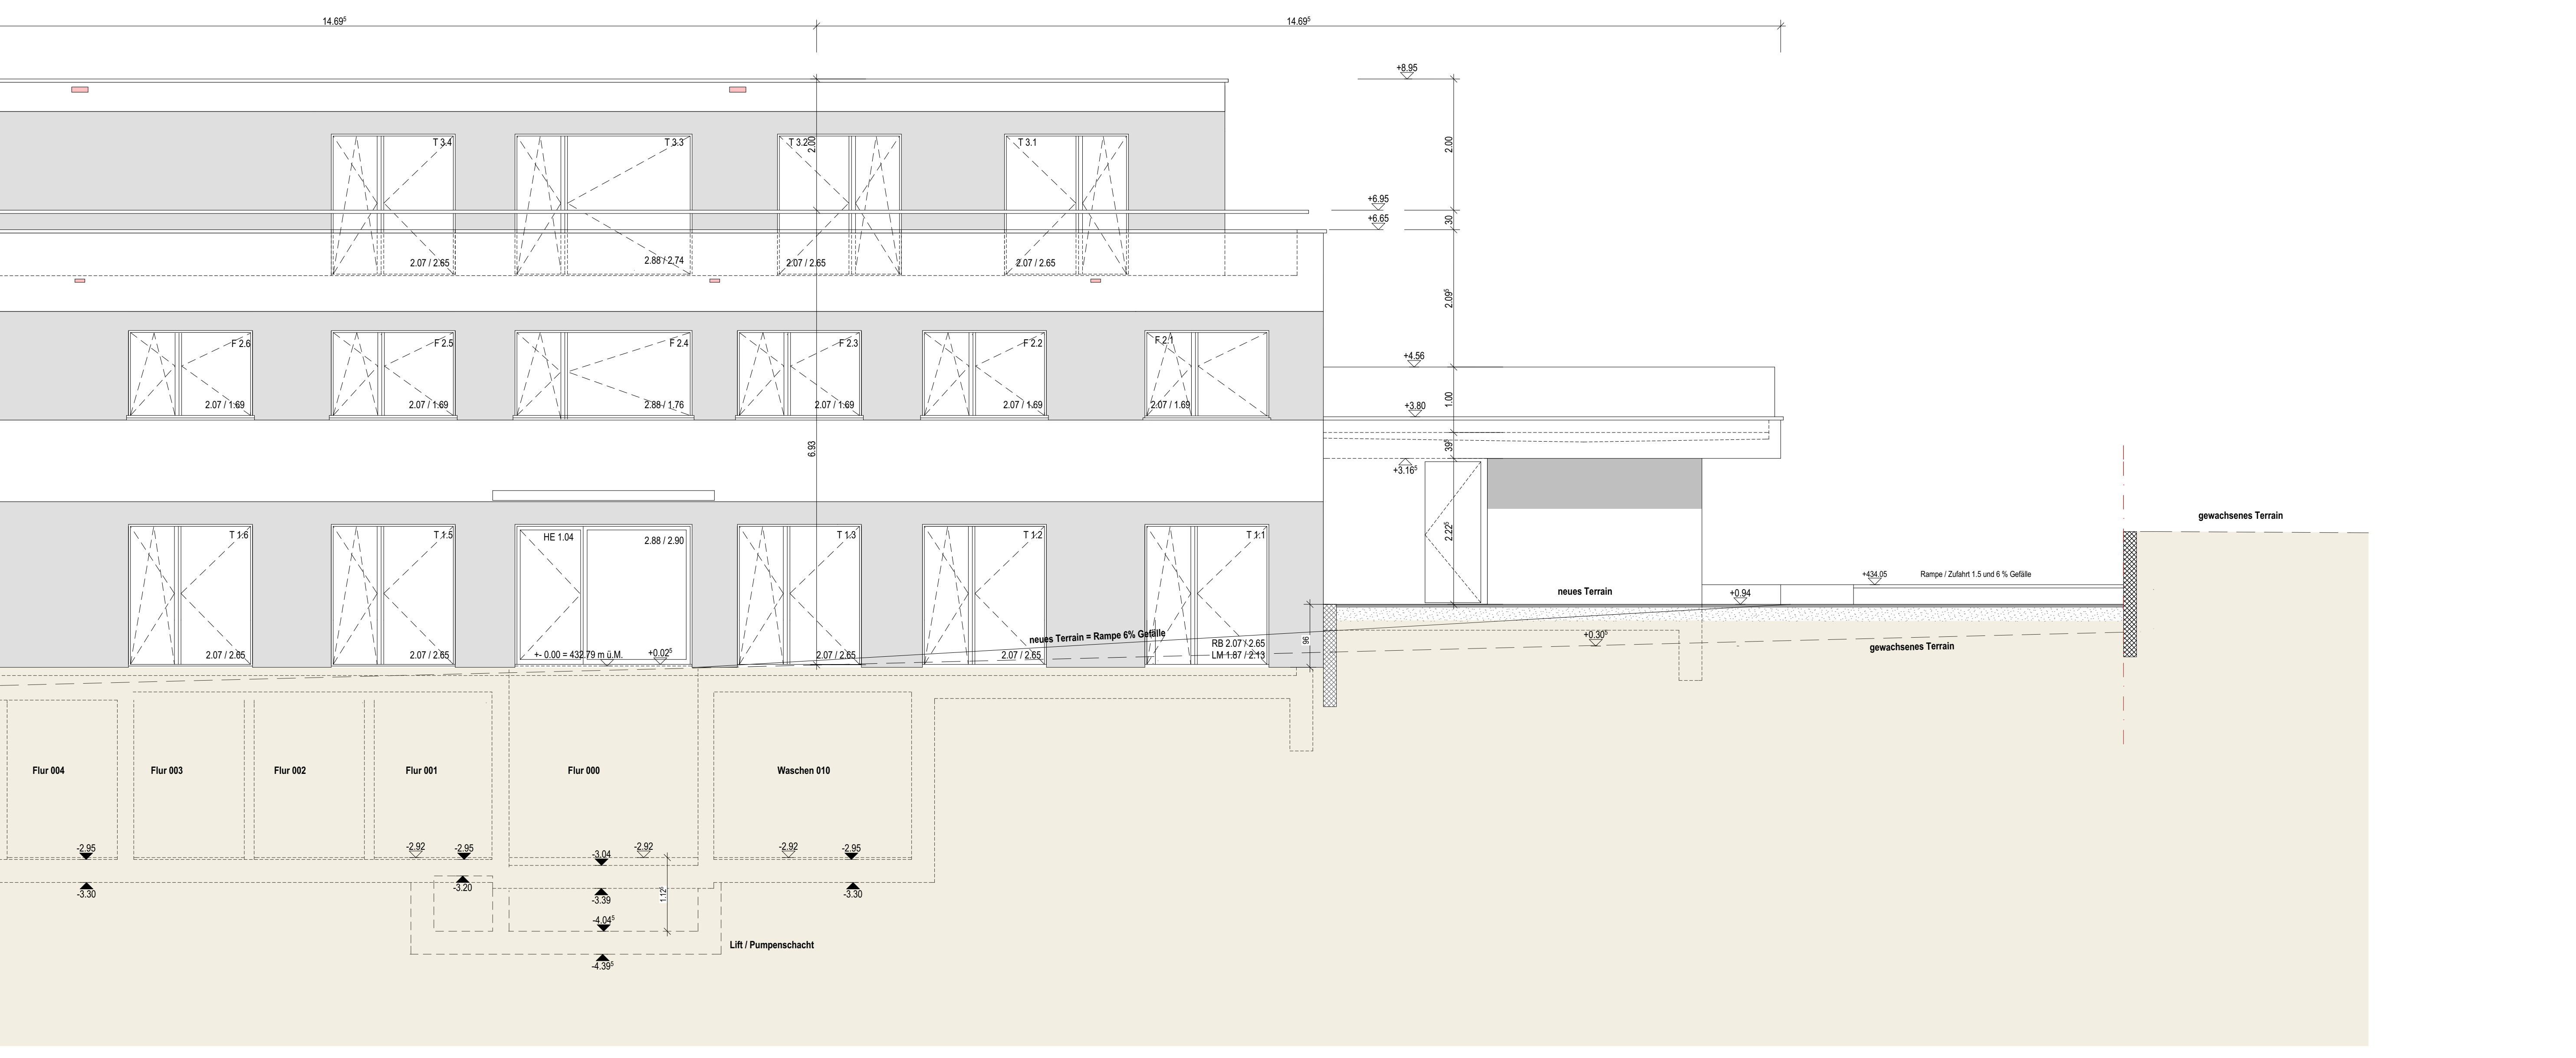 14.69⁵
14.69⁵
+8.95
T 3.4
T 3.3
T 3.2
2.00
T 3.1
2.00
+6.95
+6.65
30
2.07 / 2.65
2.88 / 2.74
2.07 / 2.65
2.07 / 2.65
2.09⁵
F 2.6
F 2.5
F 2.4
F 2.3
F 2.2
F 2.1
+4.56
2.07 / 1.69
2.07 / 1.69
2.88 / 1.76
2.07 / 1.69
2.07 / 1.69
2.07 / 1.69
1.00
+3.80
6.93
39⁵
+3.16⁵
gewachsenes Terrain
T 1.6
T 1.5
HE 1.04
2.88 / 2.90
T 1.3
T 1.2
T 1.1
2.22⁵
+434.05
Rampe / Zufahrt 1.5 und 6 % Gefälle
neues Terrain
+0.94
neues Terrain = Rampe 6% Gefälle
96
+0.30⁵
gewachsenes Terrain
2.07 / 2.65
2.07 / 2.65
+- 0.00 = 432.79 m ü.M.
+0.02⁵
2.07 / 2.65
2.07 / 2.65
RB 2.07 / 2.65
LM 1.87 / 2.13
Flur 004
Flur 003
Flur 002
Flur 001
Flur 000
Waschen 010
-2.95
-2.92
-2.95
-3.04
-2.92
-2.92
-2.95
-3.30
-3.20
-3.39
1.12⁵
-3.30
-4.04⁵
Lift / Pumpenschacht
-4.39⁵